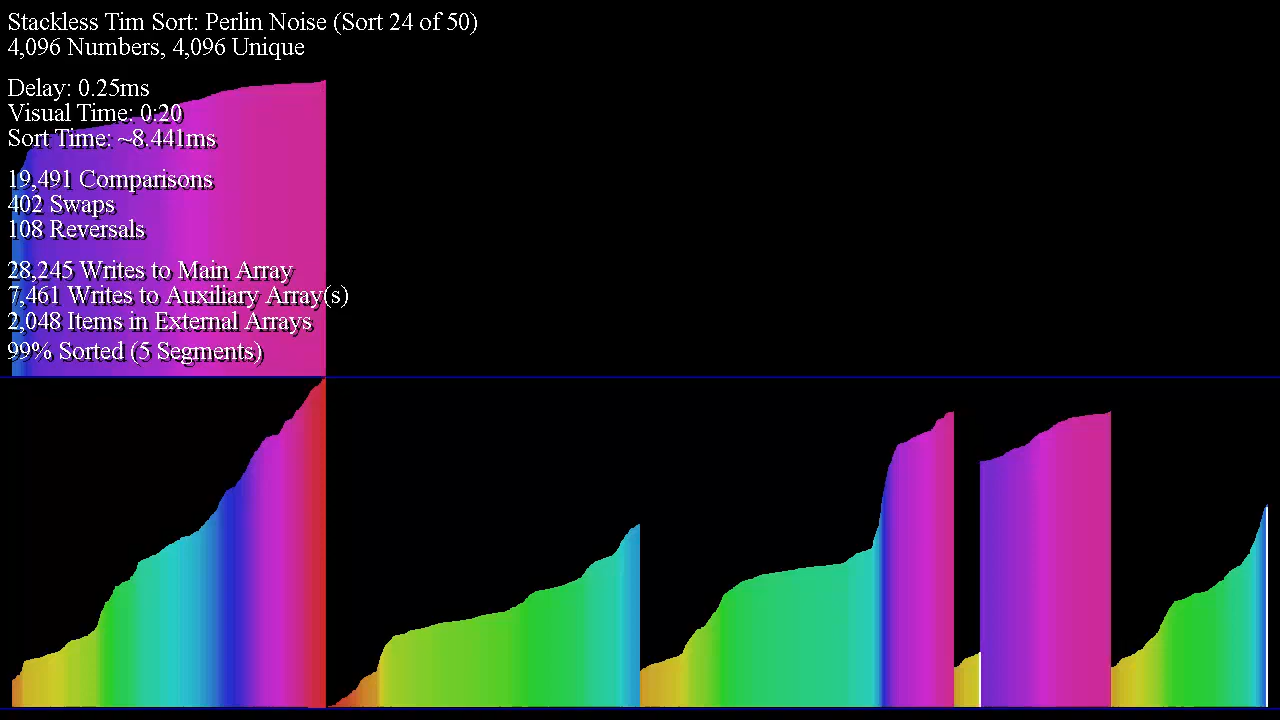 Stackless Tim Sort: Perlin Noise (Sort 24 of 50)
4,096 Numbers, 4,096 Unique
Delay: 0.25ms
Visual Time: 0:20
Sort Time: ~8.441ms
19,491 Comparisons
402 Swaps
108 Reversals
28,245 Writes to Main Array
7,461 Writes to Auxiliary Array(s)
2,048 Items in External Arrays
99% Sorted (5 Segments)